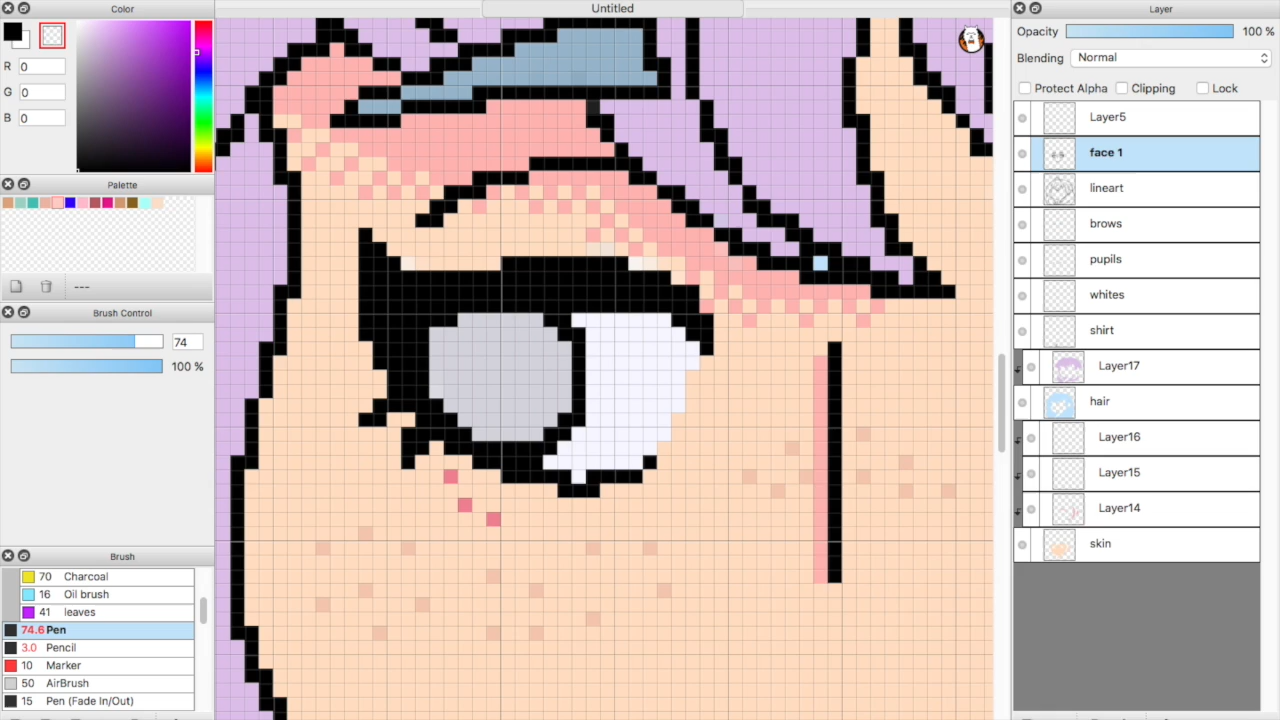 Color
Untitled
Layer
R 0
G 0
B 0
Opacity 100 %
Blending Normal
Protect Alpha Clipping Lock
Palette
---
Brush Control
74
100 %
Brush
70 Charcoal
16 Oil brush
41 leaves
74.6 Pen
3.0 Pencil
10 Marker
50 AirBrush
15 Pen (Fade In/Out)
Layer5
face 1
lineart
brows
pupils
whites
shirt
Layer17
hair
Layer16
Layer15
Layer14
skin